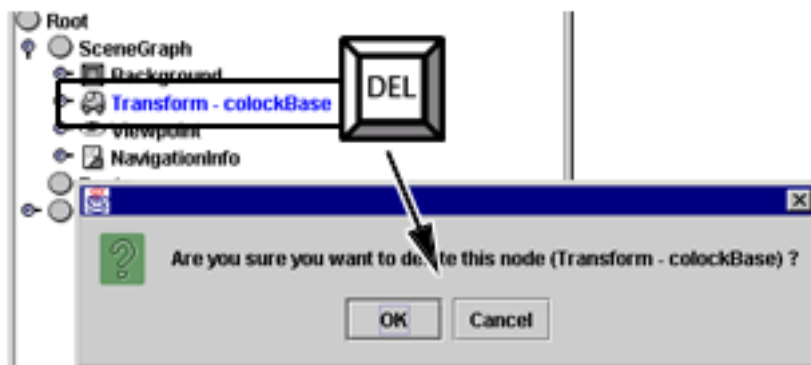 Root
SceneGraph
Background
Transform - colockBase
DEL
Viewpoint
NavigationInfo
Are you sure you want to delete this node (Transform - colockBase) ?
OK
Cancel